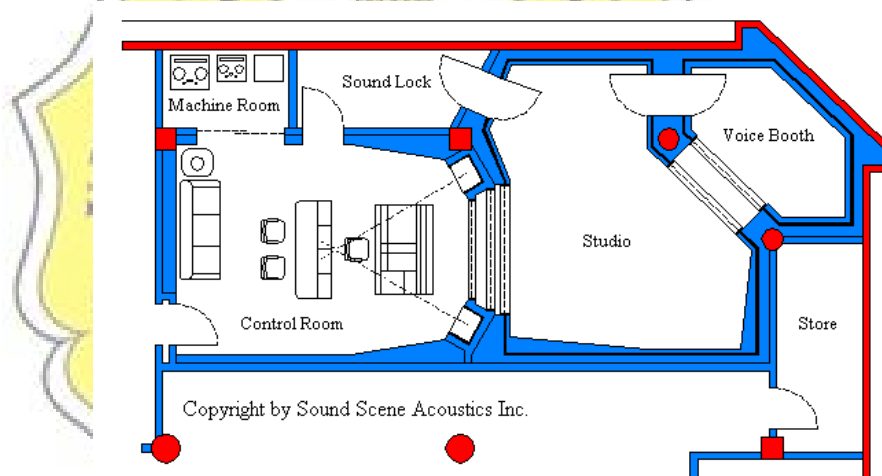 Sound Lock
Machine Room
Voice Booth
Studio
Control Room
Store
Copyright by Sound Scene Acoustics Inc.